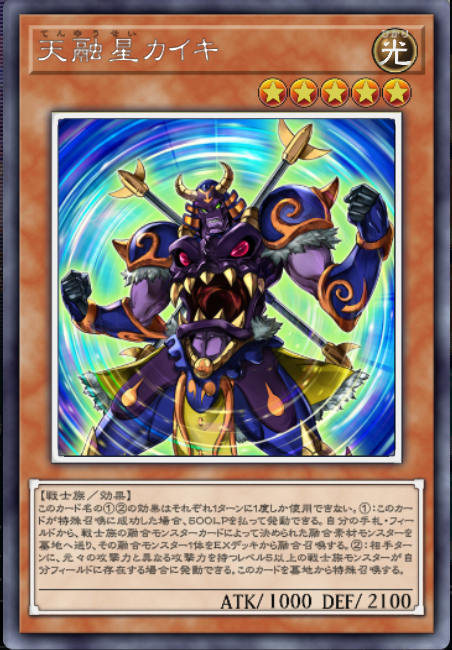 てんゆうせい
天融星カイキ
ひかり
光
【戦士族／効果】
このカード名の①②の効果はそれぞれ1ターンに1度しか使用できない。①：このカー
ドが特殊召喚に成功した場合、500LPを払って発動できる。自分の手札・フィー
ルドから、戦士族の融合モンスターカードによって決められた融合素材モンスターを
墓地へ送り、その融合モンスター1体をEXデッキから融合召喚する。②：相手ター
ンに、元々の攻撃力と異なる攻撃力を持つレベル5以上の戦士族モンスターが自
分フィールドに存在する場合に発動できる。このカードを墓地から特殊召喚する。
ATK/1000 DEF/2100